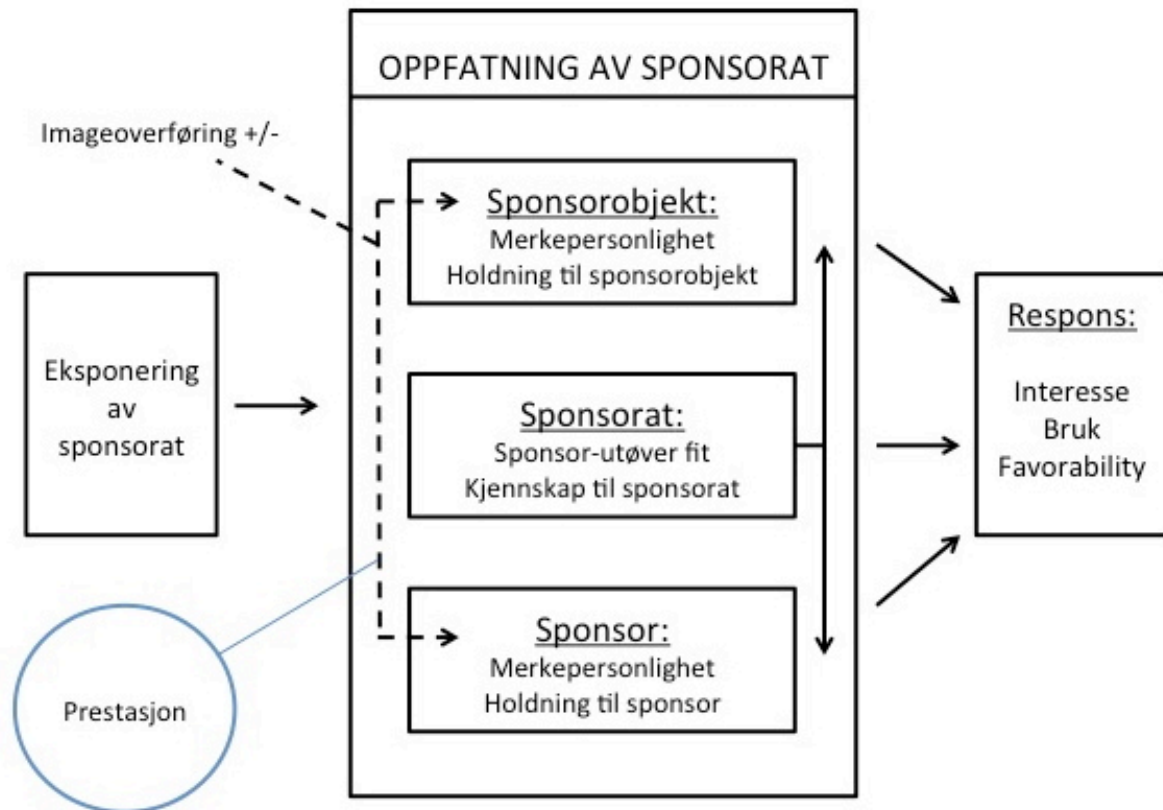 OPPFATNING AV SPONSORAT
Imageoverføring +/-
Sponsorobjekt:
Merkepersonlighet
Holdning til sponsorobjekt
Eksponering
av
sponsorat
Sponsorat:
Sponsor-utøver fit
Kjennskap til sponsorat
Respons:
Interesse
Bruk
Favorability
Sponsor:
Merkepersonlighet
Holdning til sponsor
Prestasjon